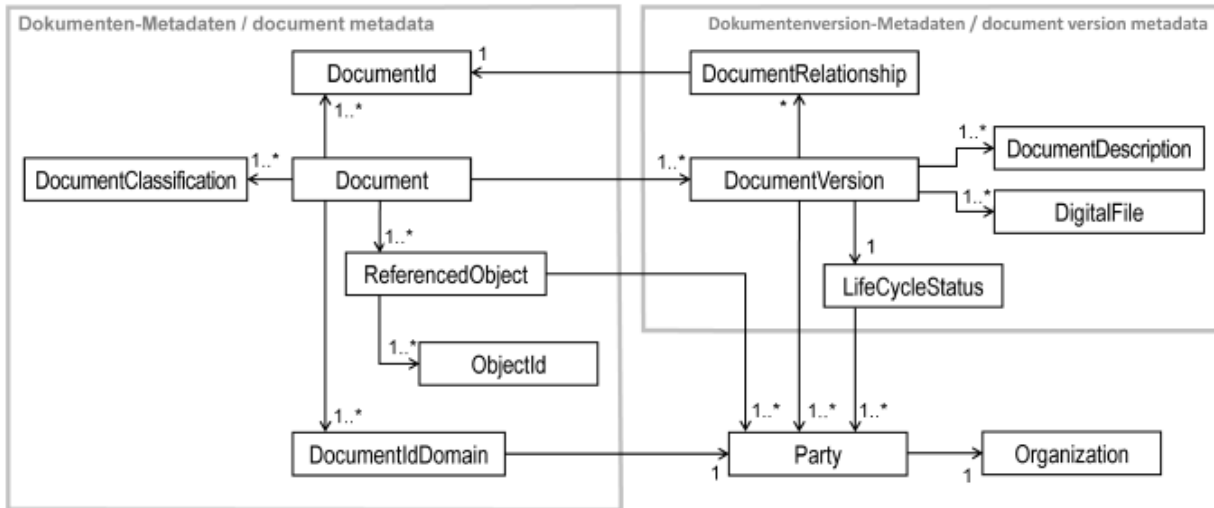 Dokumenten-Metadaten / document metadata
Dokumentenversion-Metadaten / document version metadata
DocumentId
1
DocumentRelationship
1..*
*
DocumentClassification
1..*
Document
1..*
DocumentVersion
1..*
DocumentDescription
1..*
DigitalFile
1..*
ReferencedObject
1
LifeCycleStatus
1..*
ObjectId
1..*
DocumentIdDomain
1
1..*
1..*
1..*
Party
1
Organization